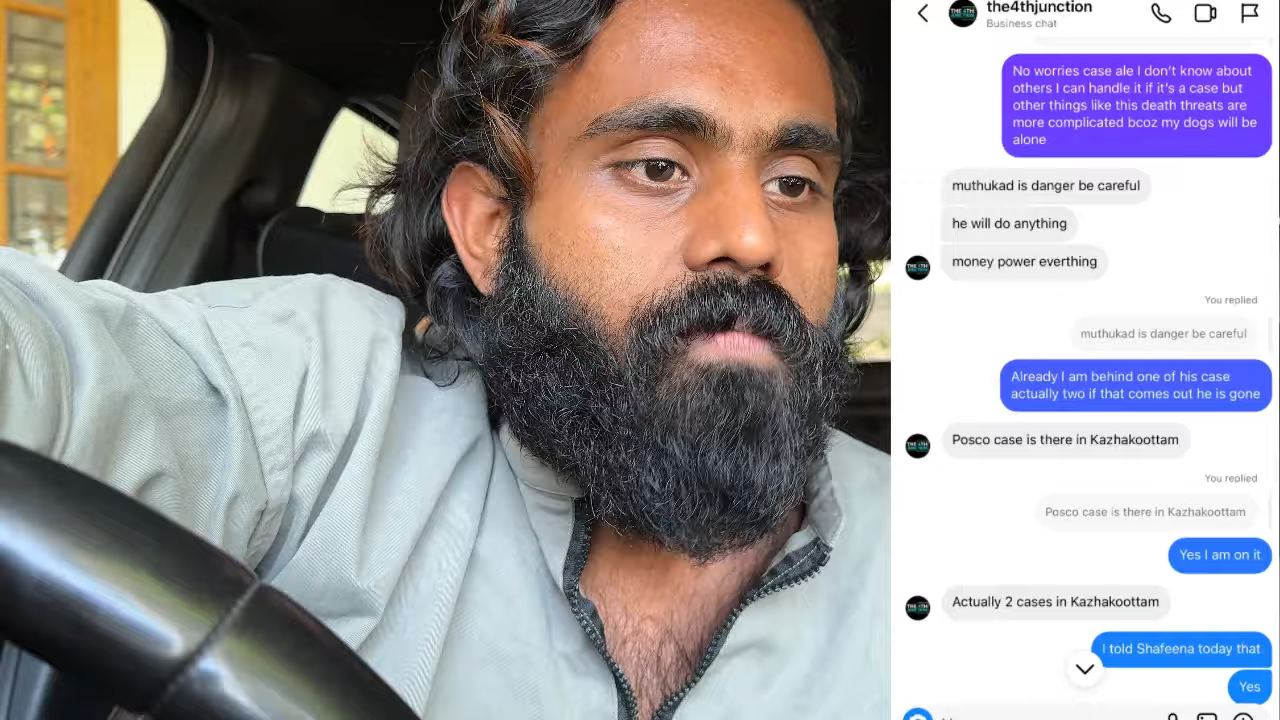 the4thjunction
Business chat
No worries case ale I don't know about
others I can handle it if it's a case but
other things like this death threats are
more complicated bcoz my dogs will be
alone
muthukad is danger be careful
he will do anything
money power everthing
You replied
muthukad is danger be careful
Already I am behind one of his case
actually two if that comes out he is gone
Posco case is there in Kazhakoottam
You replied
Posco case is there in Kazhakoottam
Yes I am on it
Actually 2 cases in Kazhakoottam
I told Shafeena today that
Yes